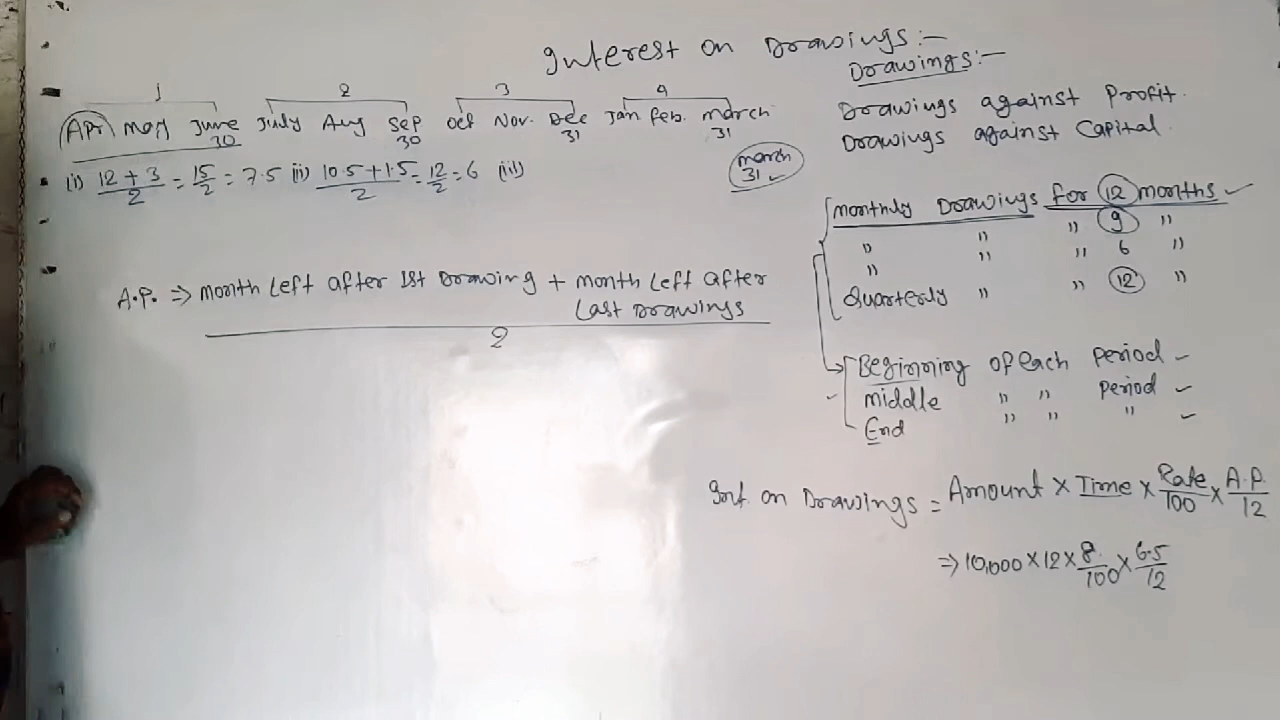 Interest on Drawings:-
Drawings:-
1 2 3 4
Apr May June July Aug Sep Oct Nov. Dec Jan Feb. March
30 30 31 31
Drawings against Profit.
Drawings against Capital.
(i) 12 + 3 / 2 = 15/2 = 7.5 (ii) 10.5 + 1.5 / 2 = 12/2 = 6 (iii)
march
31 ✓
monthly Drawings for 12 months ✓
" " " 9 "
" " " 6 "
Quarterly " " 12 "
A.P. ⇒ month Left after 1st Drawing + month Left after
Last Drawings
2
Beginning of each Period
middle " " Period
End " " "
Int. on Drawings = Amount × Time × Rate/100 × A.P./12
⇒ 10,000 × 12 × 8/100 × 6.5/12